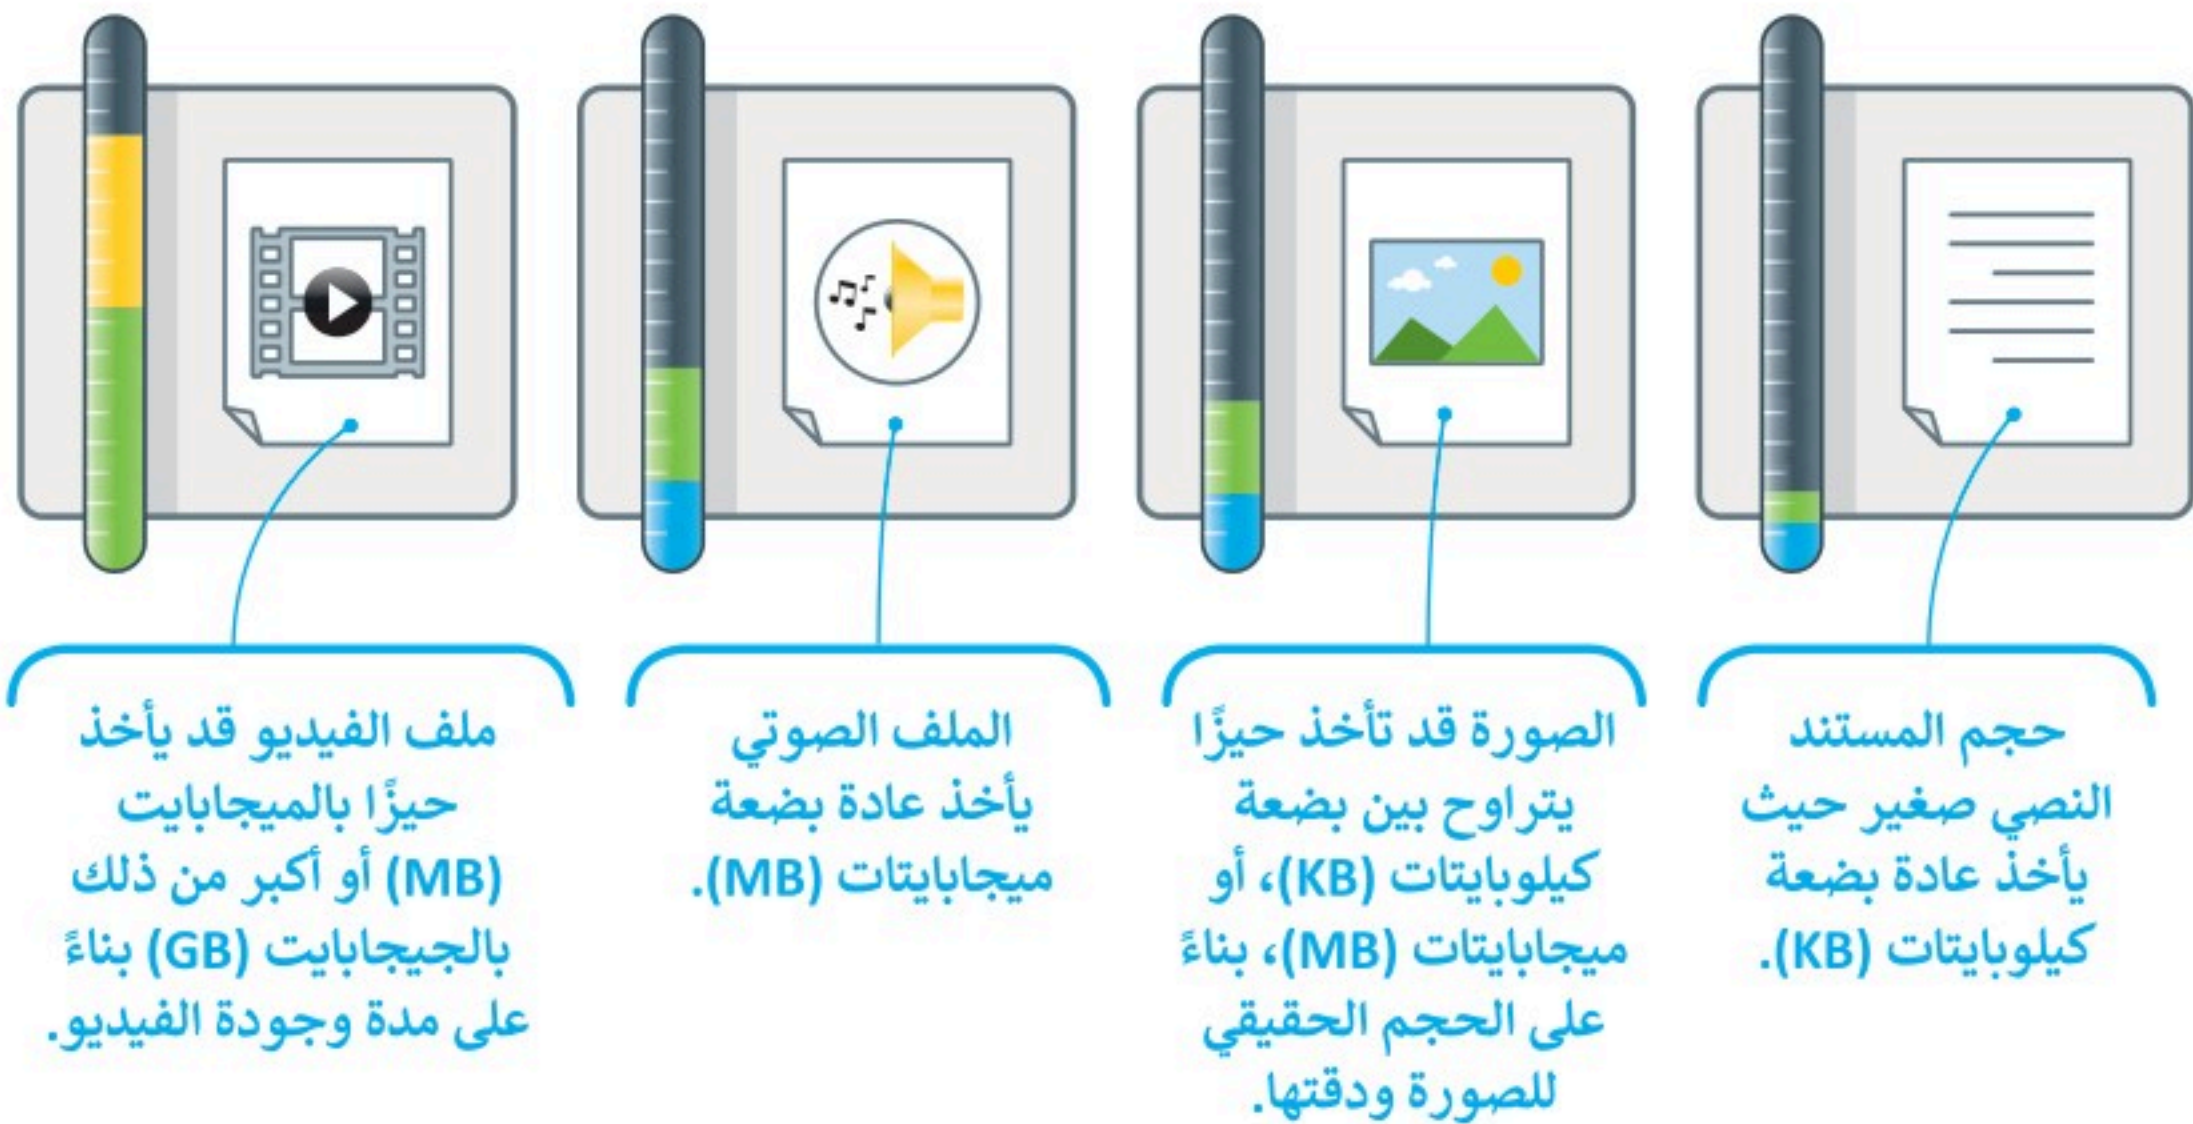 حجم المستند
النصي صغير حيث
يأخذ عادة بضعة
كيلوبايتات (KB).
الصورة قد تأخذ حيزًا
يتراوح بين بضعة
كيلوبايتات (KB)، أو
ميجابايتات (MB)، بناءً
على الحجم الحقيقي
للصورة ودقتها.
الملف الصوتي
يأخذ عادة بضعة
ميجابايتات (MB).
ملف الفيديو قد يأخذ
حيزًا بالميجابايت
(MB) أو أكبر من ذلك
بالجيجابايت (GB) بناءً
على مدة وجودة الفيديو.